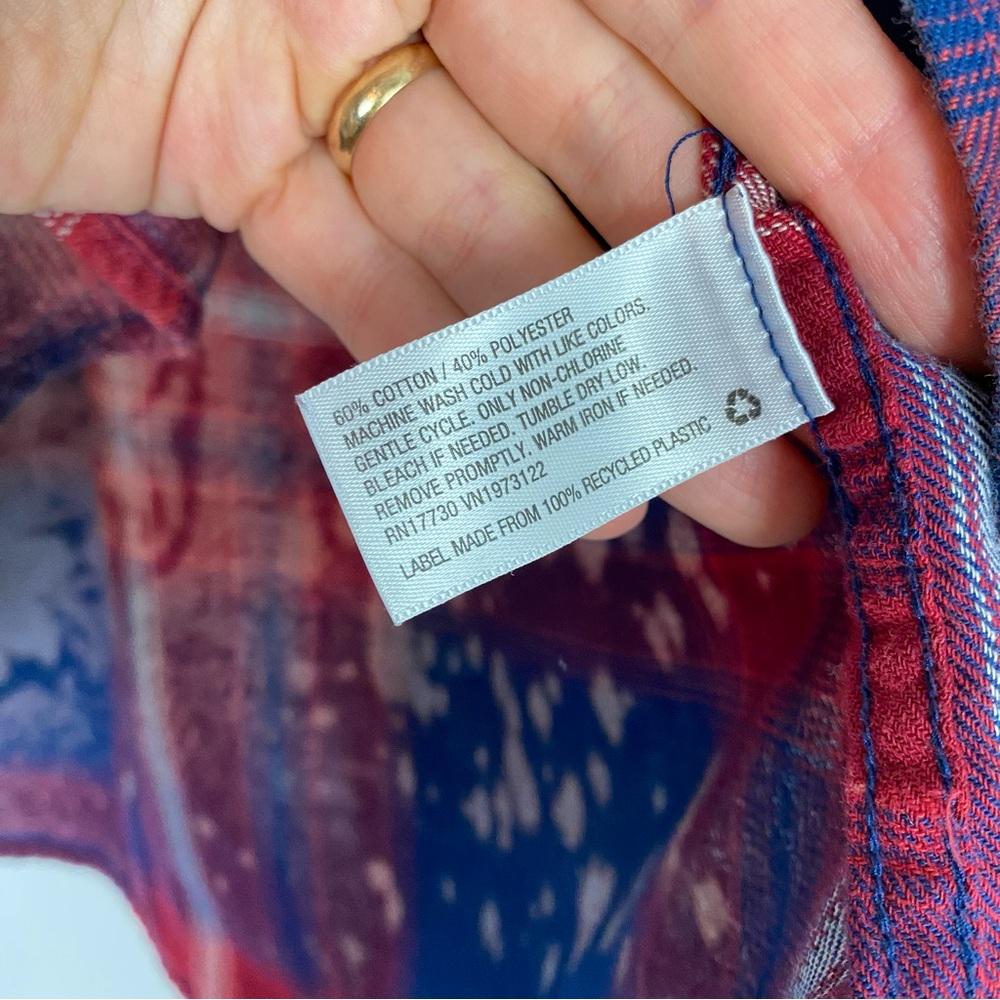 60% COTTON / 40% POLYESTER
MACHINE WASH COLD WITH LIKE COLORS.
GENTLE CYCLE. ONLY NON-CHLORINE
BLEACH IF NEEDED. TUMBLE DRY LOW.
REMOVE PROMPTLY. WARM IRON IF NEEDED.
RN17730 VN1973122
LABEL MADE FROM 100% RECYCLED PLASTIC